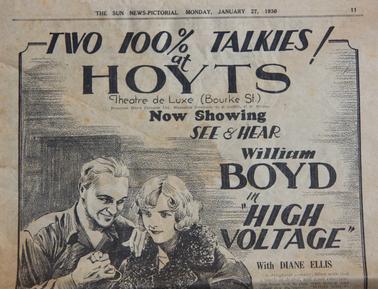 THE SUN NEWS-PICTORIAL, MONDAY, JANUARY 27, 1930
11
TWO 100% TALKIES!
at
HOYTS
Theatre de Luxe (Bourke St.)
Now Showing
SEE & HEAR
William
BOYD
in
"HIGH
VOLTAGE"
With DIANE ELLIS